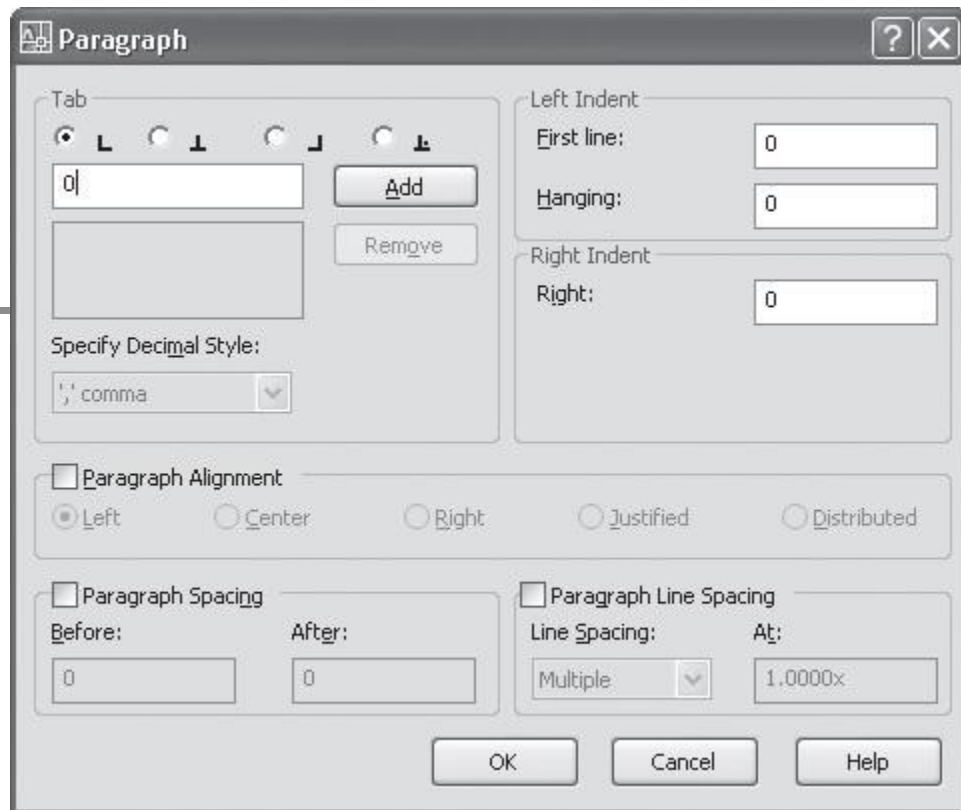 Paragraph
Tab
0
Add
Remove
Specify Decimal Style:
',' comma
Left Indent
First line:
0
Hanging:
0
Right Indent
Right:
0
Paragraph Alignment
Left Center Right Justified Distributed
Paragraph Spacing
Before: After:
0 0
Paragraph Line Spacing
Line Spacing: At:
Multiple 1.0000x
OK Cancel Help